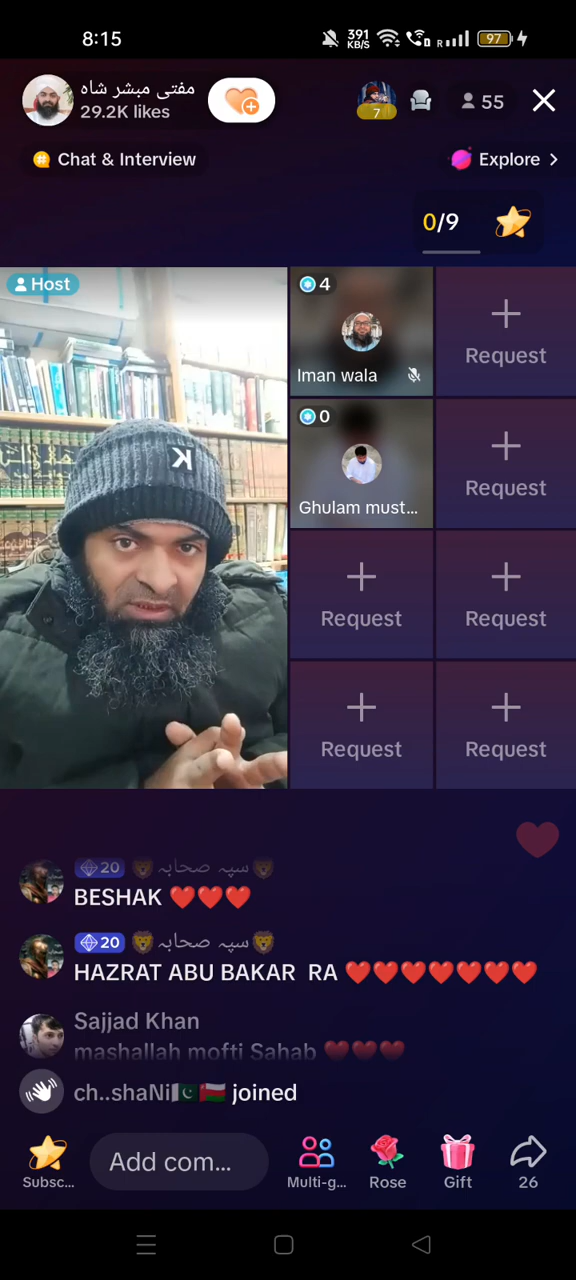 8:15
391
KB/S
R
97
مفتی مبشر شاہ
29.2K likes
7
55
Chat & Interview
Explore
0/9
Host
4
Iman wala
Request
0
Ghulam must...
Request
Request
Request
Request
Request
K
20 سپہ صحابہ
BESHAK
20 سپہ صحابہ
HAZRAT ABU BAKAR RA
Sajjad Khan
mashallah mofti Sahab
ch..shaNi joined
Subsc...
Add com...
Multi-g...
Rose
Gift
26